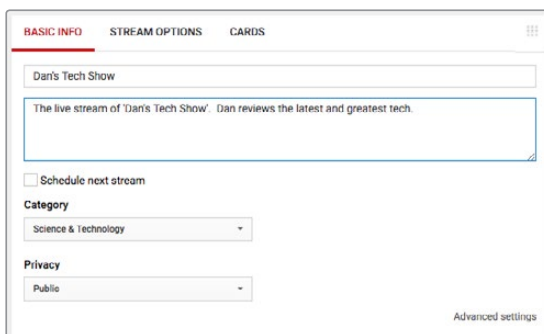 BASIC INFO STREAM OPTIONS CARDS
Dan's Tech Show
The live stream of 'Dan's Tech Show'. Dan reviews the latest and greatest tech.
Schedule next stream
Category
Science & Technology
Privacy
Public
Advanced settings